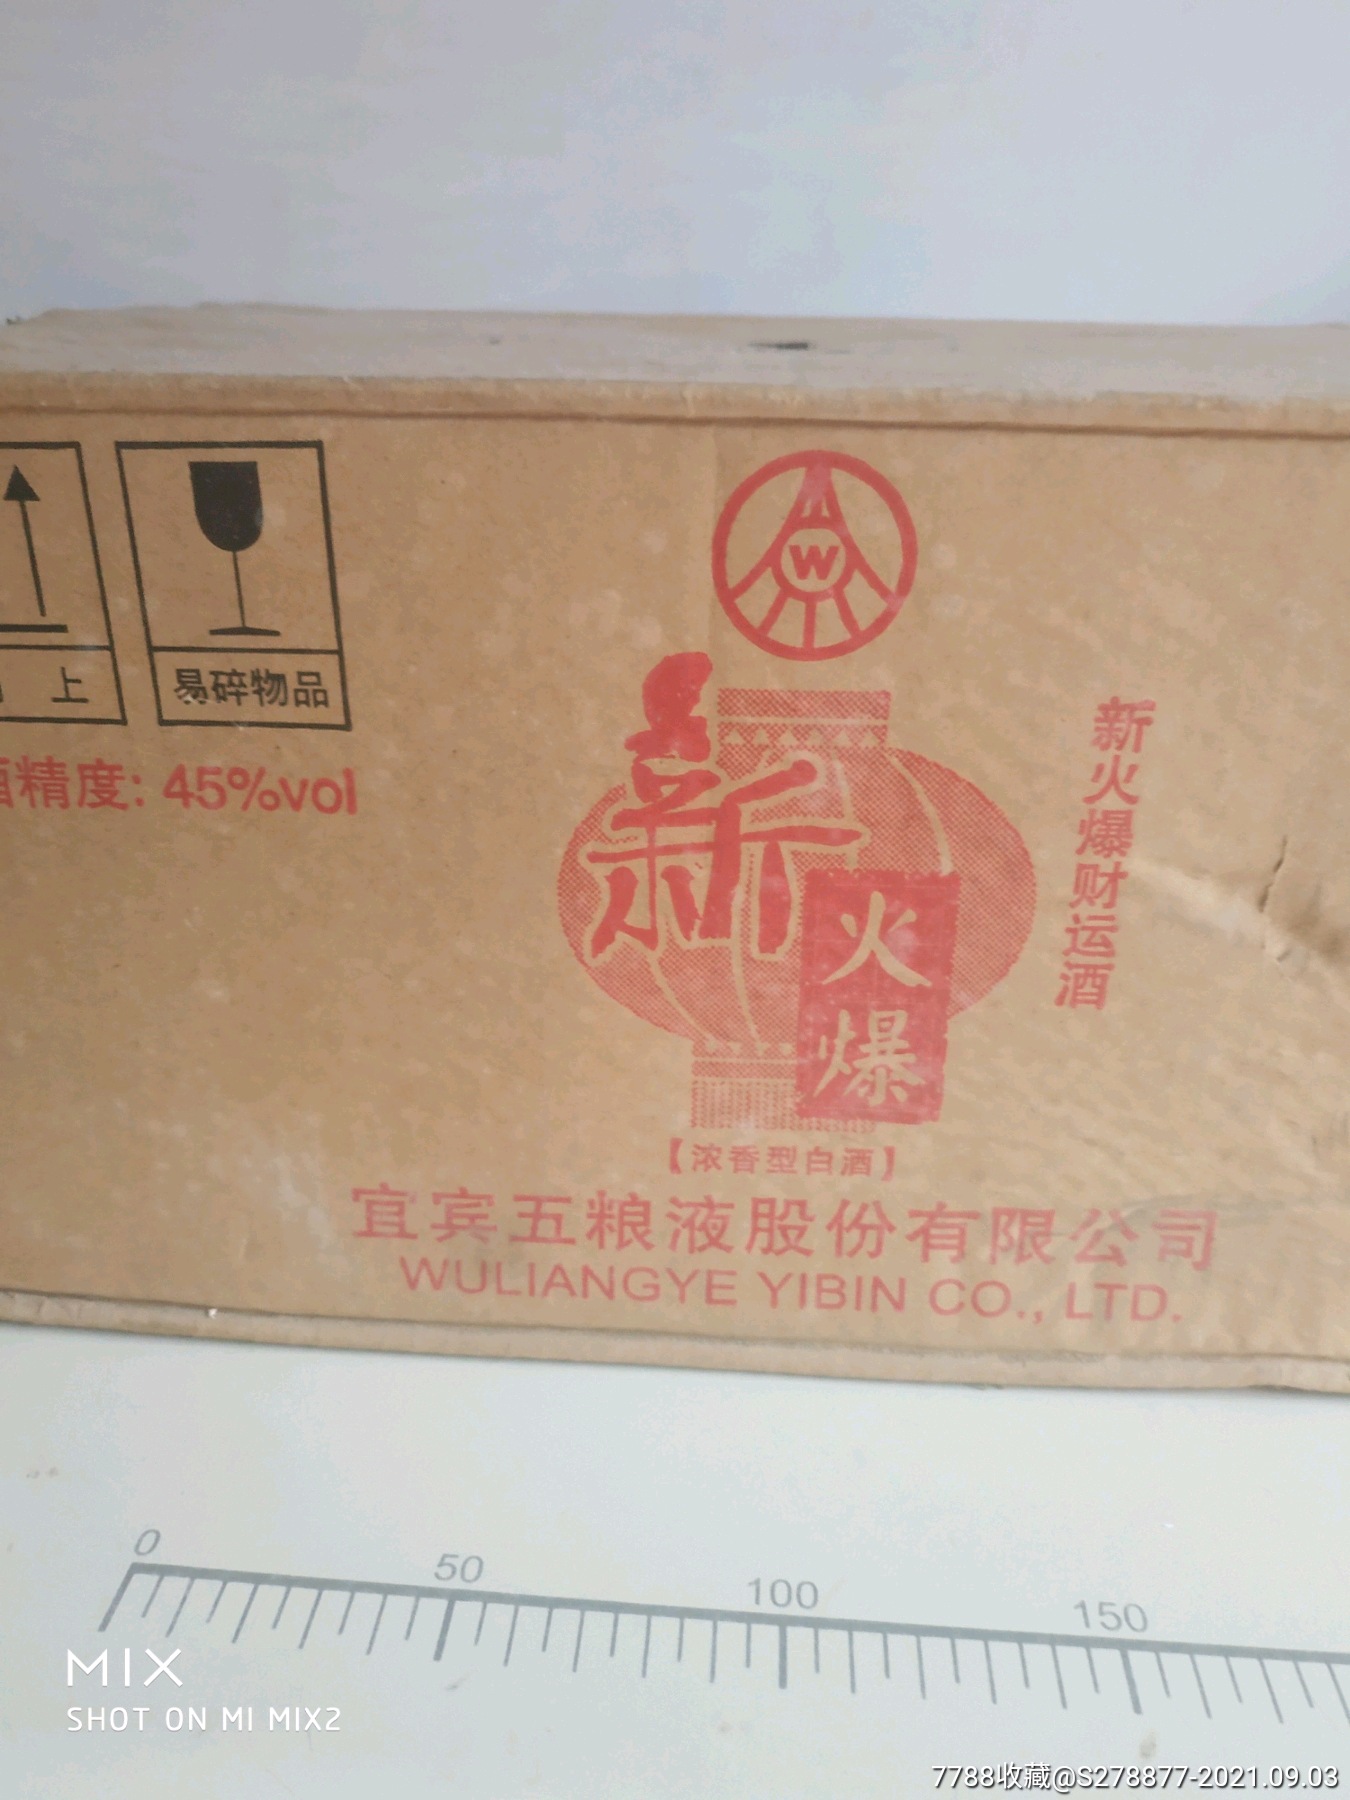 W
上
易碎物品
酒精度: 45%vol
新
火
爆
新火爆财运酒
【浓香型白酒】
宜宾五粮液股份有限公司
WULIANGYE YIBIN CO., LTD.
0
50
100
150
MIX
SHOT ON MI MIX2
7788收藏@S278877-2021.09.03